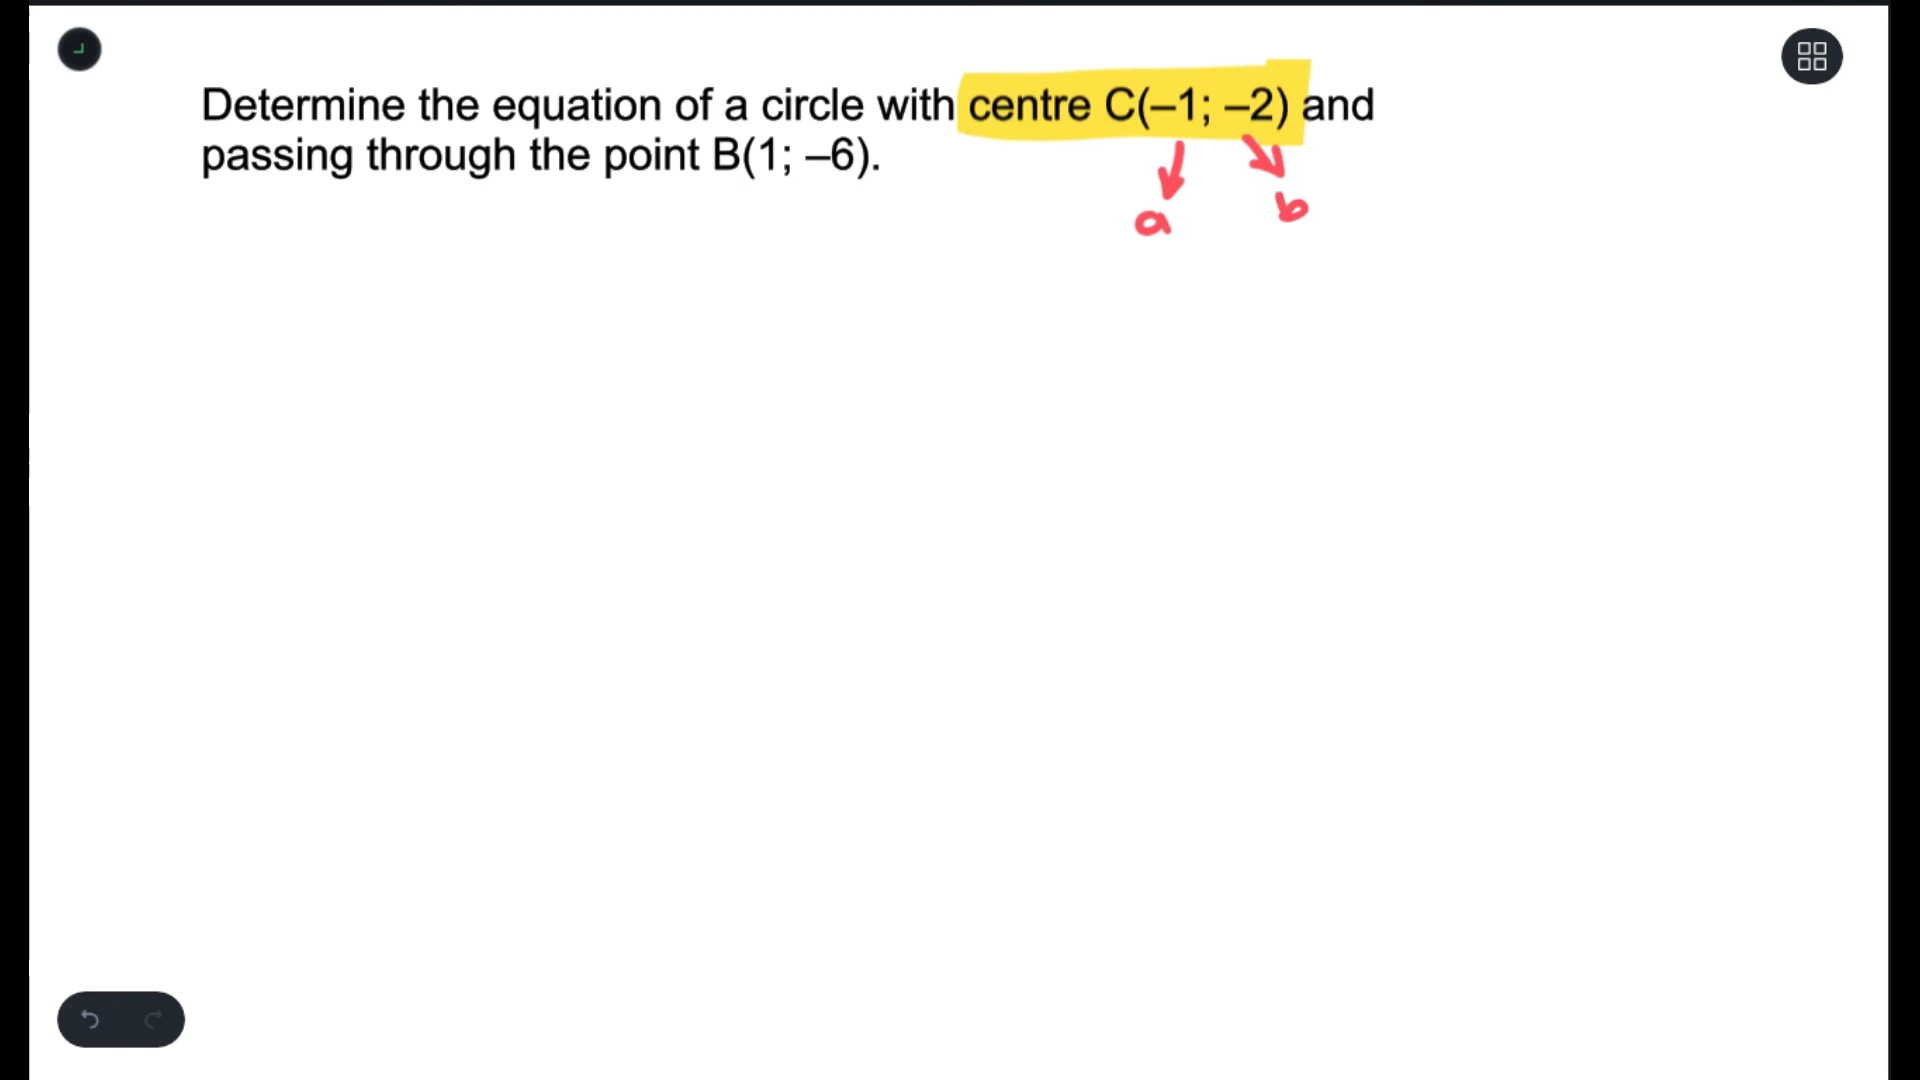 Determine the equation of a circle with centre C(–1; –2) and
passing through the point B(1; –6).
a b